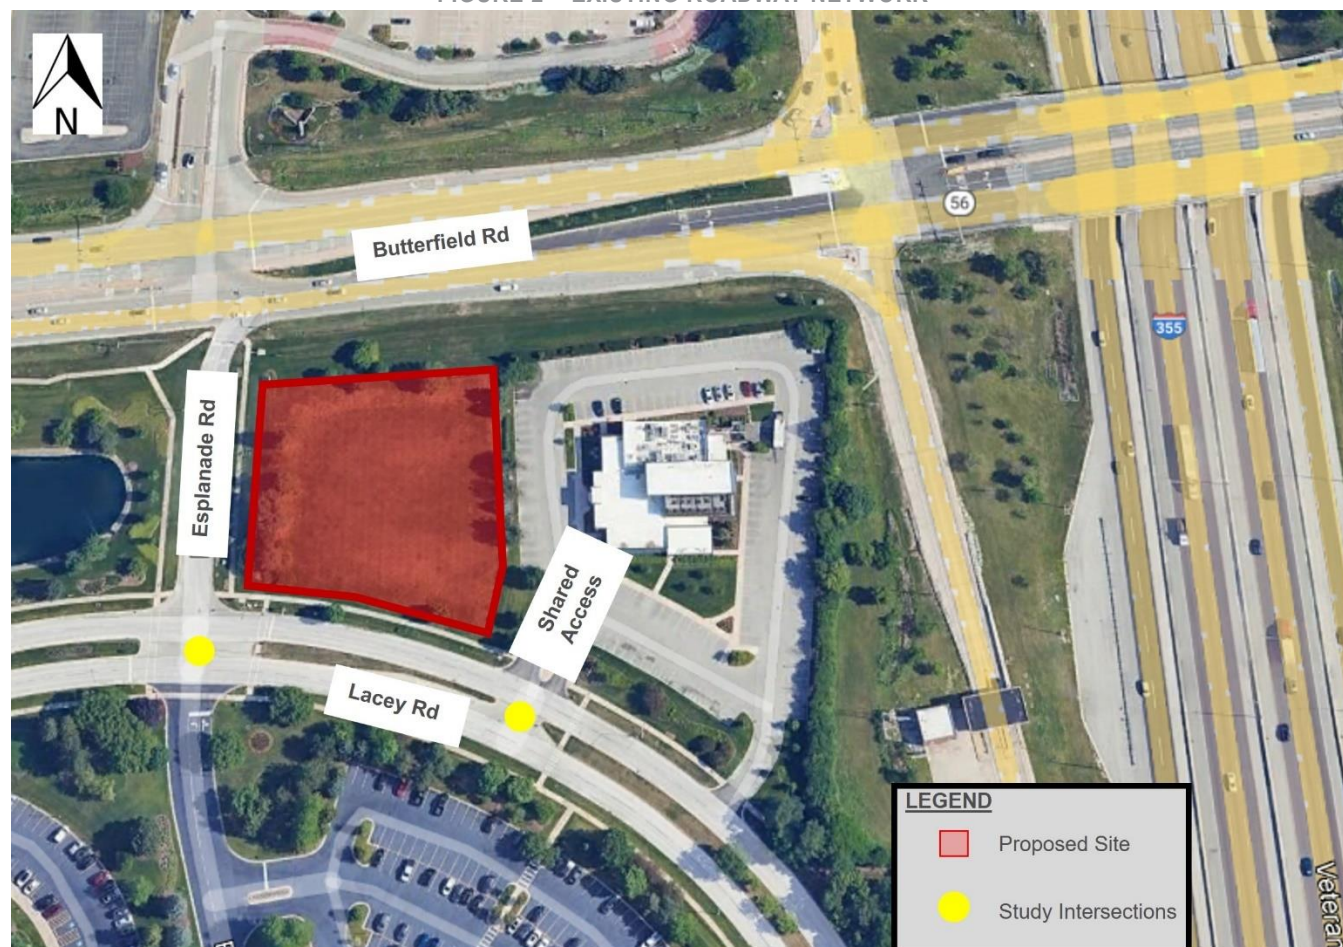 FIGURE 2 – EXISTING ROADWAY NETWORK
N
Butterfield Rd
56
355
Esplanade Rd
Shared
Access
Lacey Rd
LEGEND
Proposed Site
Study Intersections